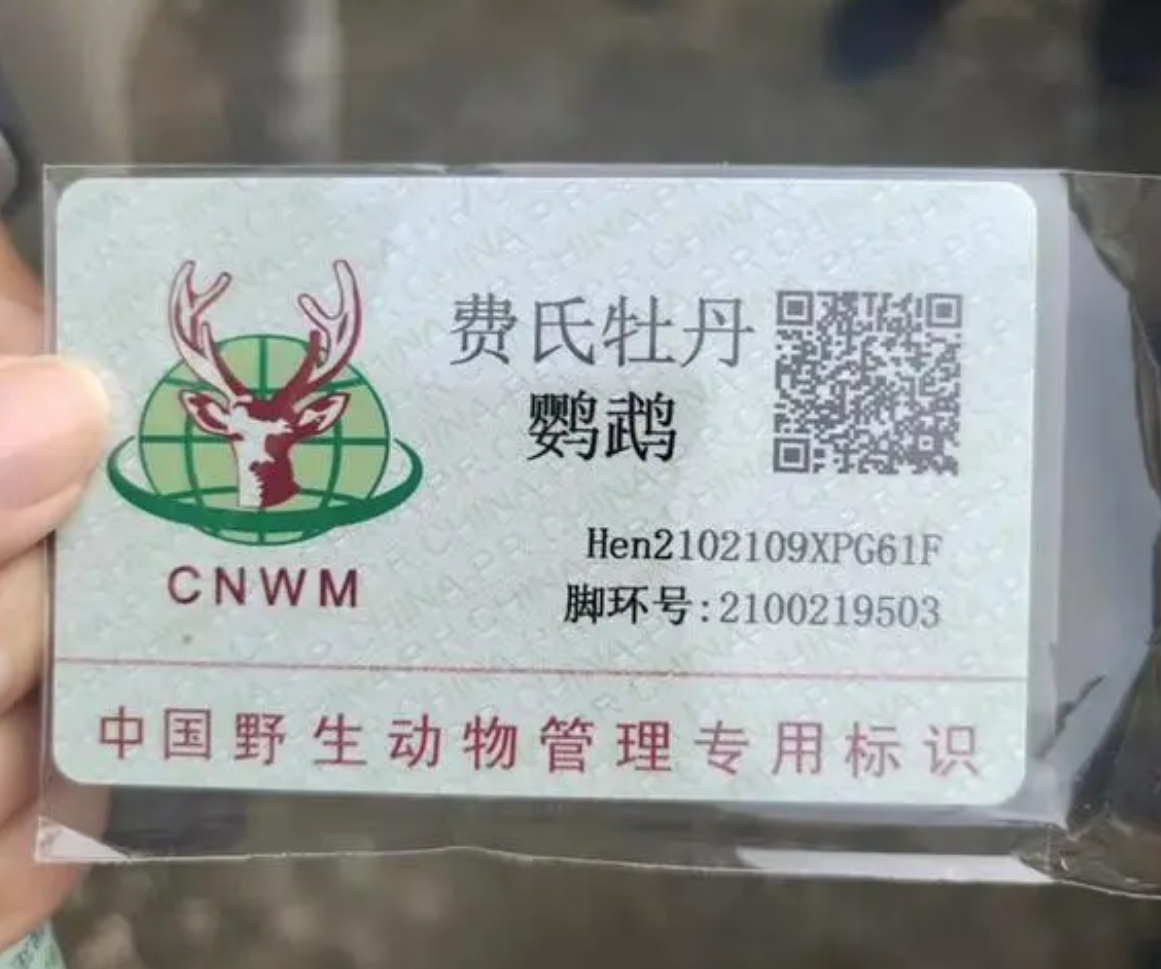 费氏牡丹
鹦鹉
Hen2102109XPG61F
脚环号:2100219503
CNWM
中国野生动物管理专用标识